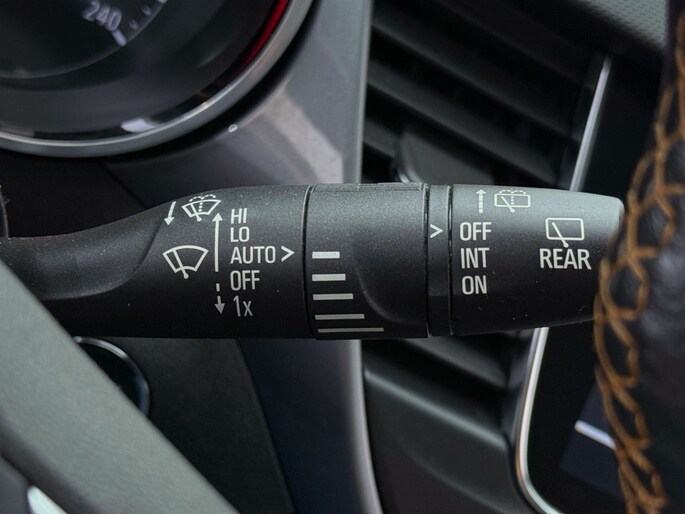 240
HI
LO
AUTO >
OFF
1x
>
OFF
INT
ON
REAR